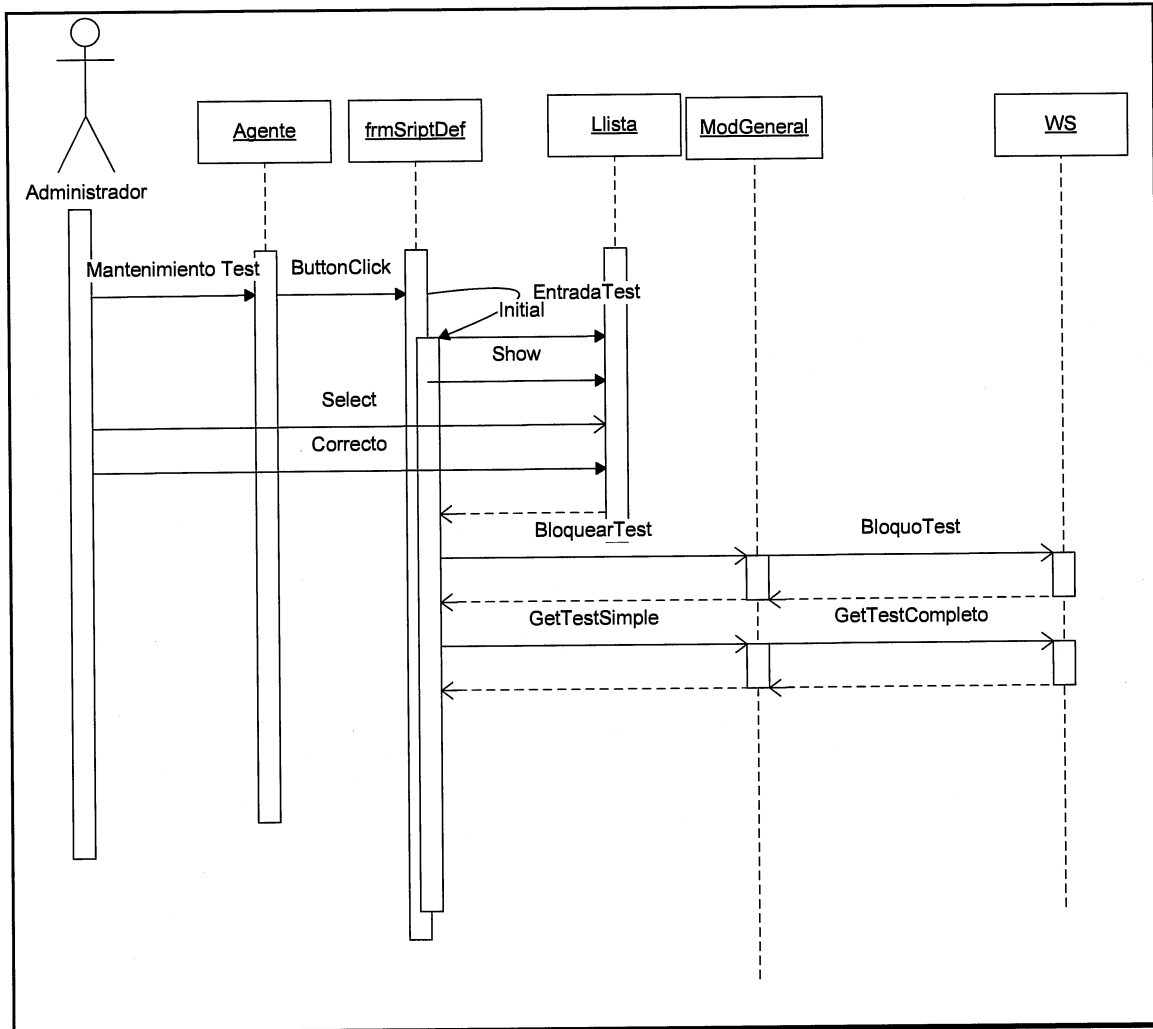 Agente
frmSriptDef
Llista
ModGeneral
WS
Administrador
Mantenimiento Test
ButtonClick
EntradaTest
Initial
Show
Select
Correcto
BloquearTest
BloquoTest
GetTestSimple
GetTestCompleto